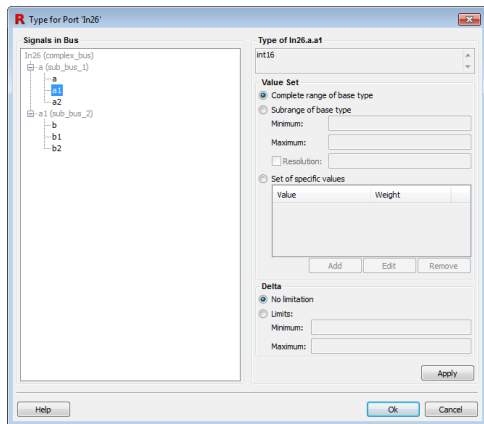 R Type for Port 'In26'
Signals in Bus
In26 (complex_bus)
a (sub_bus_1)
a
a1
a2
a1 (sub_bus_2)
b
b1
b2
Type of In26.a.a1
int16
Value Set
Complete range of base type
Subrange of base type
Minimum:
Maximum:
Resolution:
Set of specific values
Value Weight
Add Edit Remove
Delta
No limitation
Limits:
Minimum:
Maximum:
Apply
Help Ok Cancel